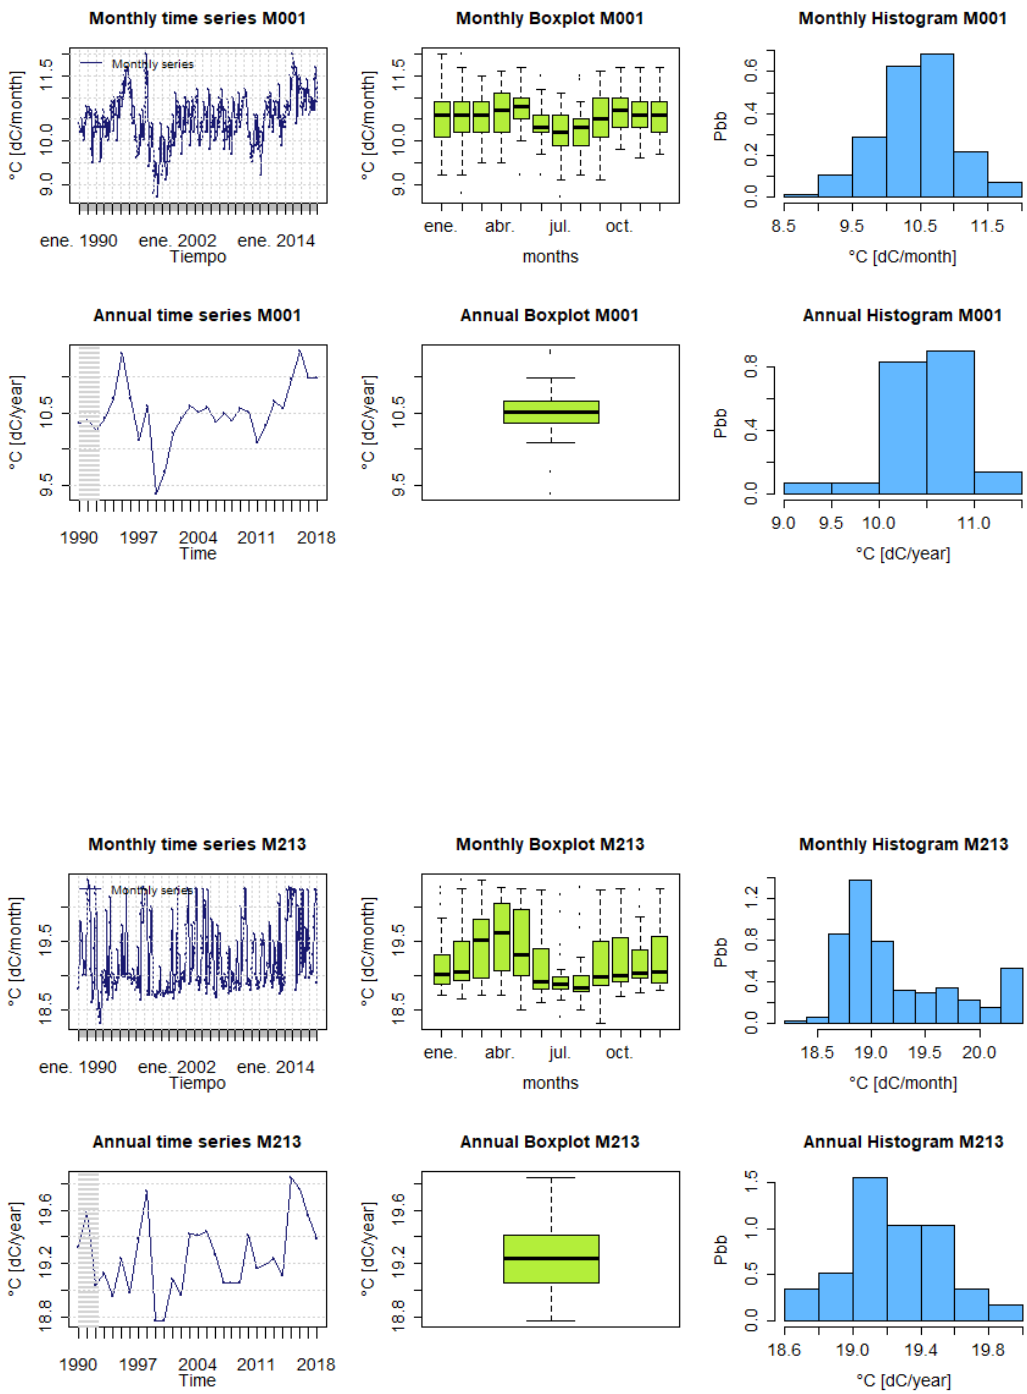 Monthly time series M001
Monthly Boxplot M001
Monthly Histogram M001
°C [dC/month]
9.0 10.0 11.5
Monthly series
ene. 1990 ene. 2002 ene. 2014
Tiempo
°C [dC/month]
9.0 10.0 11.5
ene. abr. jul. oct.
months
Pbb
0.0 0.2 0.4 0.6
8.5 9.5 10.5 11.5
°C [dC/month]
Annual time series M001
Annual Boxplot M001
Annual Histogram M001
°C [dC/year]
9.5 10.5
1990 1997 2004 2011 2018
Time
°C [dC/year]
9.5 10.5
Pbb
0.0 0.4 0.8
9.0 9.5 10.0 11.0
°C [dC/year]
Monthly time series M213
Monthly Boxplot M213
Monthly Histogram M213
°C [dC/month]
18.5 19.5
Monthly series
ene. 1990 ene. 2002 ene. 2014
Tiempo
°C [dC/month]
18.5 19.5
ene. abr. jul. oct.
months
Pbb
0.0 0.4 0.8 1.2
18.5 19.0 19.5 20.0
°C [dC/month]
Annual time series M213
Annual Boxplot M213
Annual Histogram M213
°C [dC/year]
18.8 19.2 19.6
1990 1997 2004 2011 2018
Time
°C [dC/year]
18.8 19.2 19.6
Pbb
0.0 0.5 1.0 1.5
18.6 19.0 19.4 19.8
°C [dC/year]